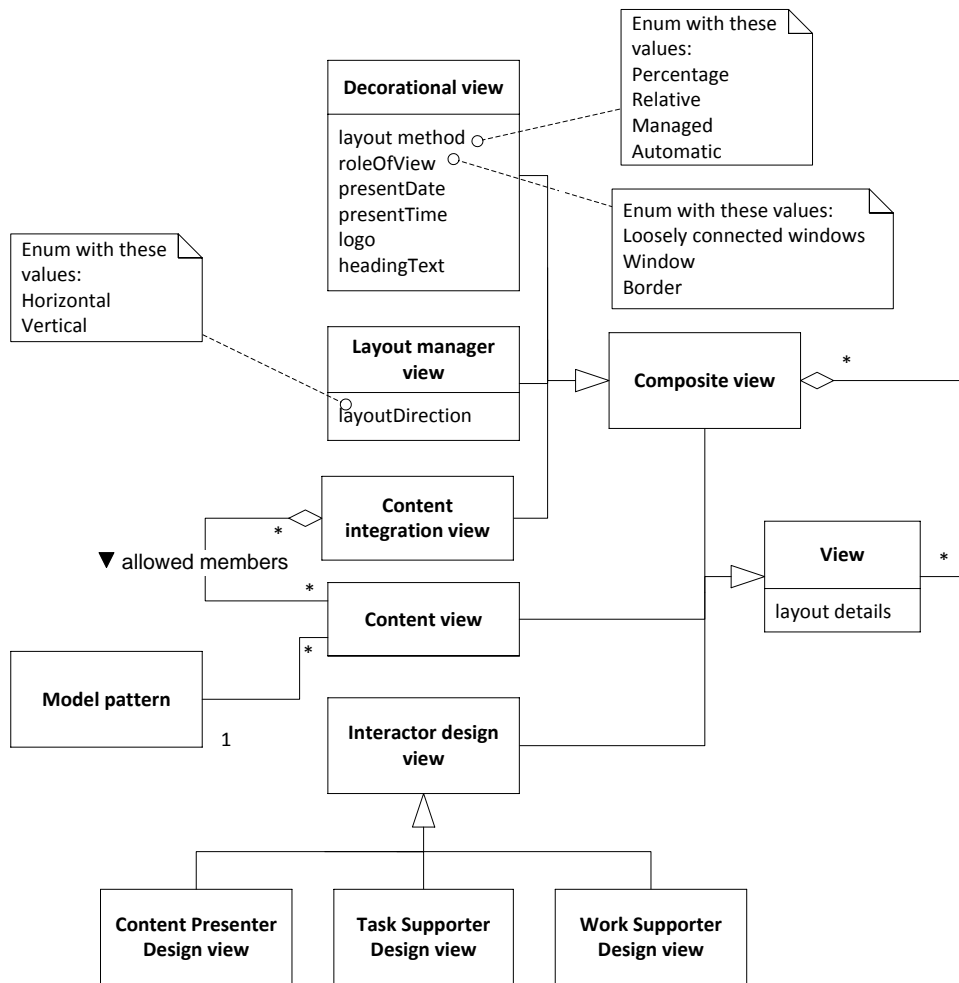 Enum with these
values:
Percentage
Relative
Managed
Automatic
Decorational view
layout method
roleOfView
presentDate
presentTime
logo
headingText
Enum with these values:
Loosely connected windows
Window
Border
Enum with these
values:
Horizontal
Vertical
Layout manager
view
layoutDirection
Composite view
*
Content
integration view
*
▼ allowed members
*
View
layout details
*
Content view
*
Model pattern
1
Interactor design
view
Content Presenter
Design view
Task Supporter
Design view
Work Supporter
Design view